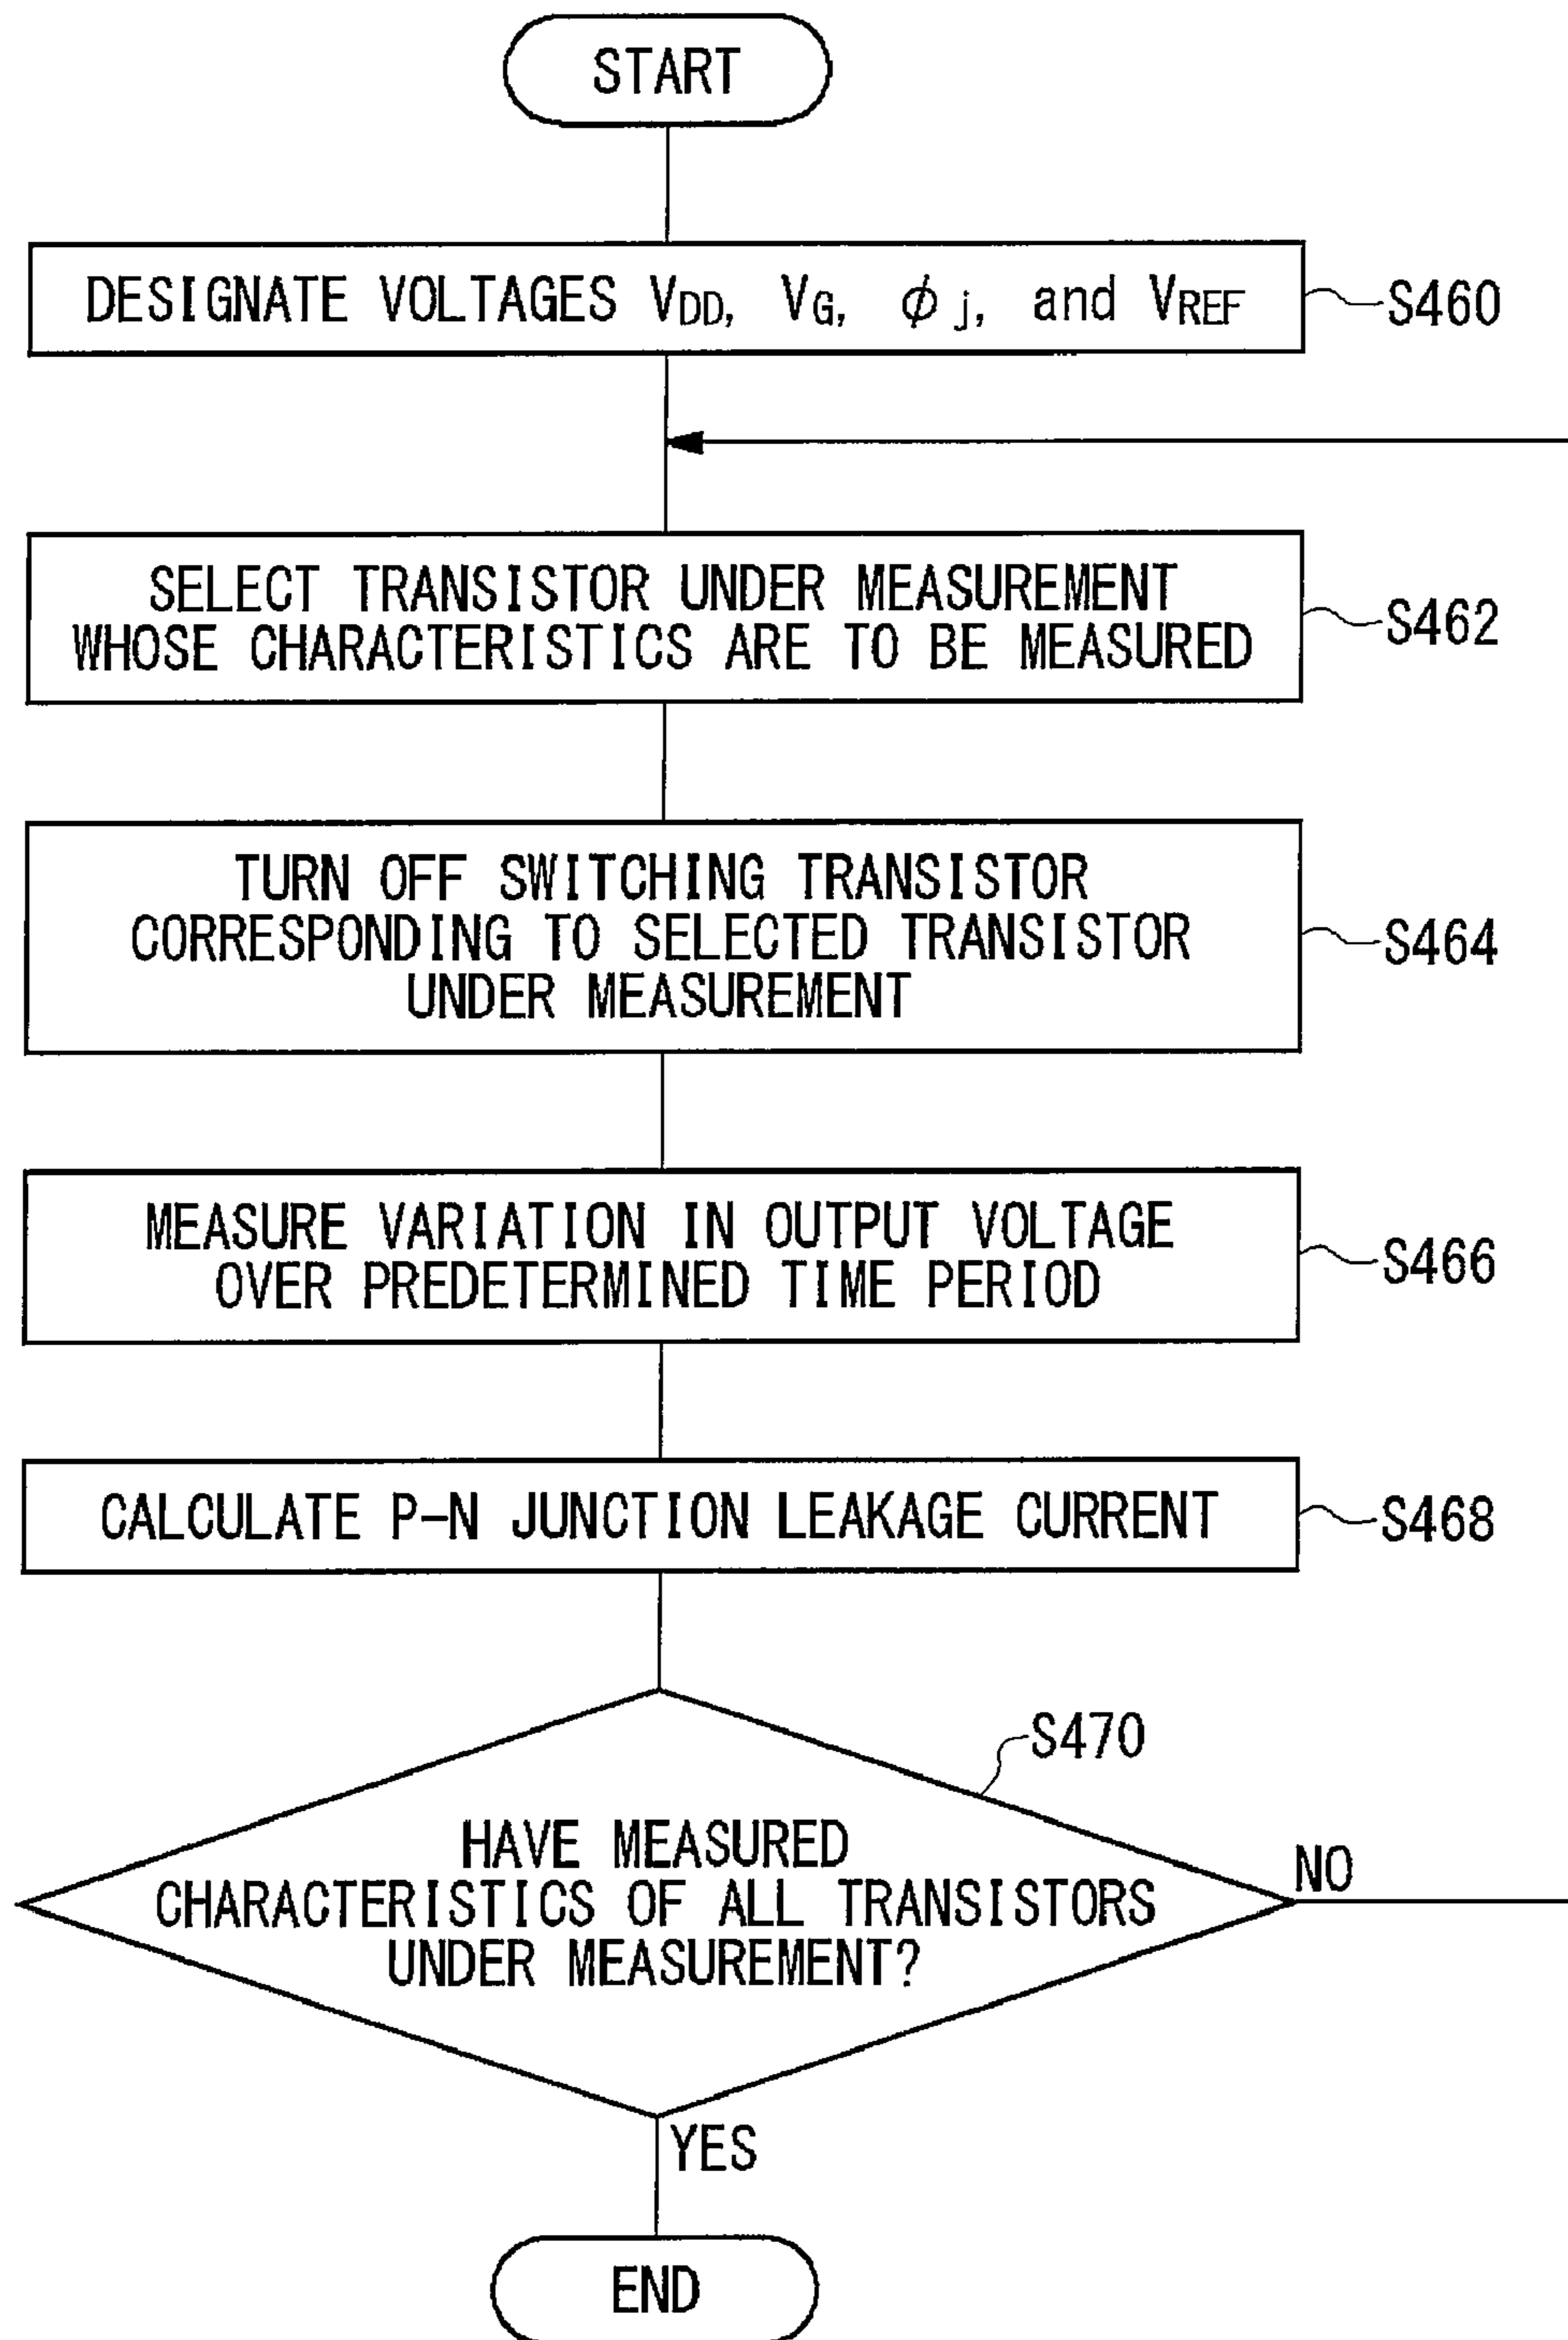 START
DESIGNATE VOLTAGES VDD, VG, φj, and VREF
S460
SELECT TRANSISTOR UNDER MEASUREMENT
WHOSE CHARACTERISTICS ARE TO BE MEASURED
S462
TURN OFF SWITCHING TRANSISTOR
CORRESPONDING TO SELECTED TRANSISTOR
UNDER MEASUREMENT
S464
MEASURE VARIATION IN OUTPUT VOLTAGE
OVER PREDETERMINED TIME PERIOD
S466
CALCULATE P-N JUNCTION LEAKAGE CURRENT
S468
S470
HAVE MEASURED
CHARACTERISTICS OF ALL TRANSISTORS
UNDER MEASUREMENT?
NO
YES
END